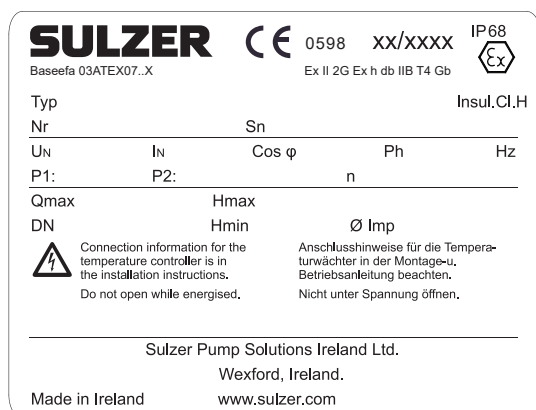 SULZER CE 0598 xx/xxxx IP68
Baseefa 03ATEX07..X Ex II 2G Ex h db IIB T4 Gb Ex
Typ Insul.Cl.H
Nr Sn
UN IN Cos φ Ph Hz
P1: P2: n
Qmax Hmax
DN Hmin Ø Imp
Connection information for the
temperature controller is in
the installation instructions.
Do not open while energised.
Anschlusshinweise für die Tempera-
turwächter in der Montage-u.
Betriebsanleitung beachten.
Nicht unter Spannung öffnen.
Sulzer Pump Solutions Ireland Ltd.
Wexford, Ireland.
Made in Ireland www.sulzer.com